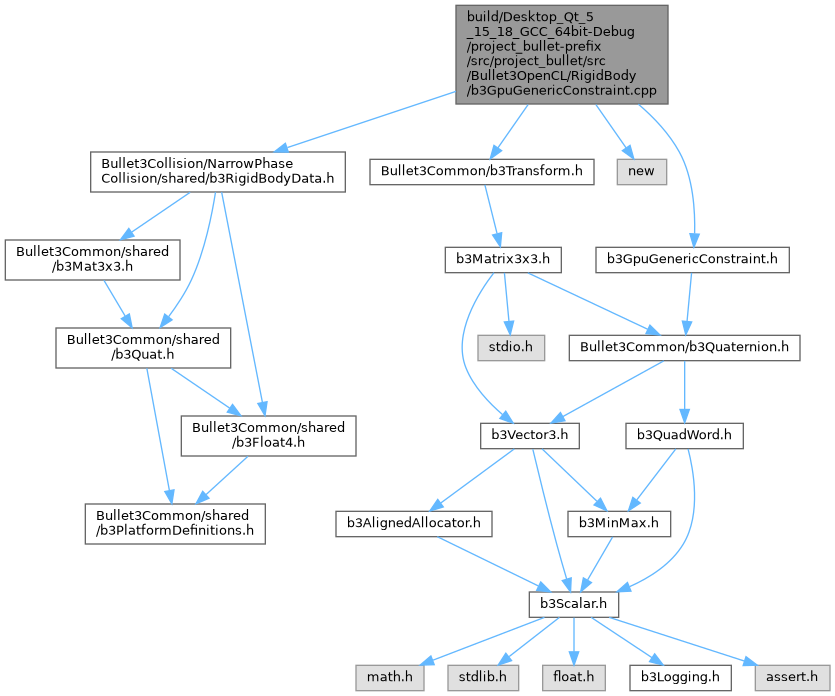 build/Desktop_Qt_5
_15_18_GCC_64bit-Debug
/project_bullet-prefix
/src/project_bullet/src
/Bullet3OpenCL/RigidBody
/b3GpuGenericConstraint.cpp
Bullet3Collision/NarrowPhase
Collision/shared/b3RigidBodyData.h
Bullet3Common/b3Transform.h
new
Bullet3Common/shared
/b3Mat3x3.h
b3Matrix3x3.h
b3GpuGenericConstraint.h
Bullet3Common/shared
/b3Quat.h
stdio.h
Bullet3Common/b3Quaternion.h
Bullet3Common/shared
/b3Float4.h
b3Vector3.h
b3QuadWord.h
Bullet3Common/shared
/b3PlatformDefinitions.h
b3AlignedAllocator.h
b3MinMax.h
b3Scalar.h
math.h
stdlib.h
float.h
b3Logging.h
assert.h